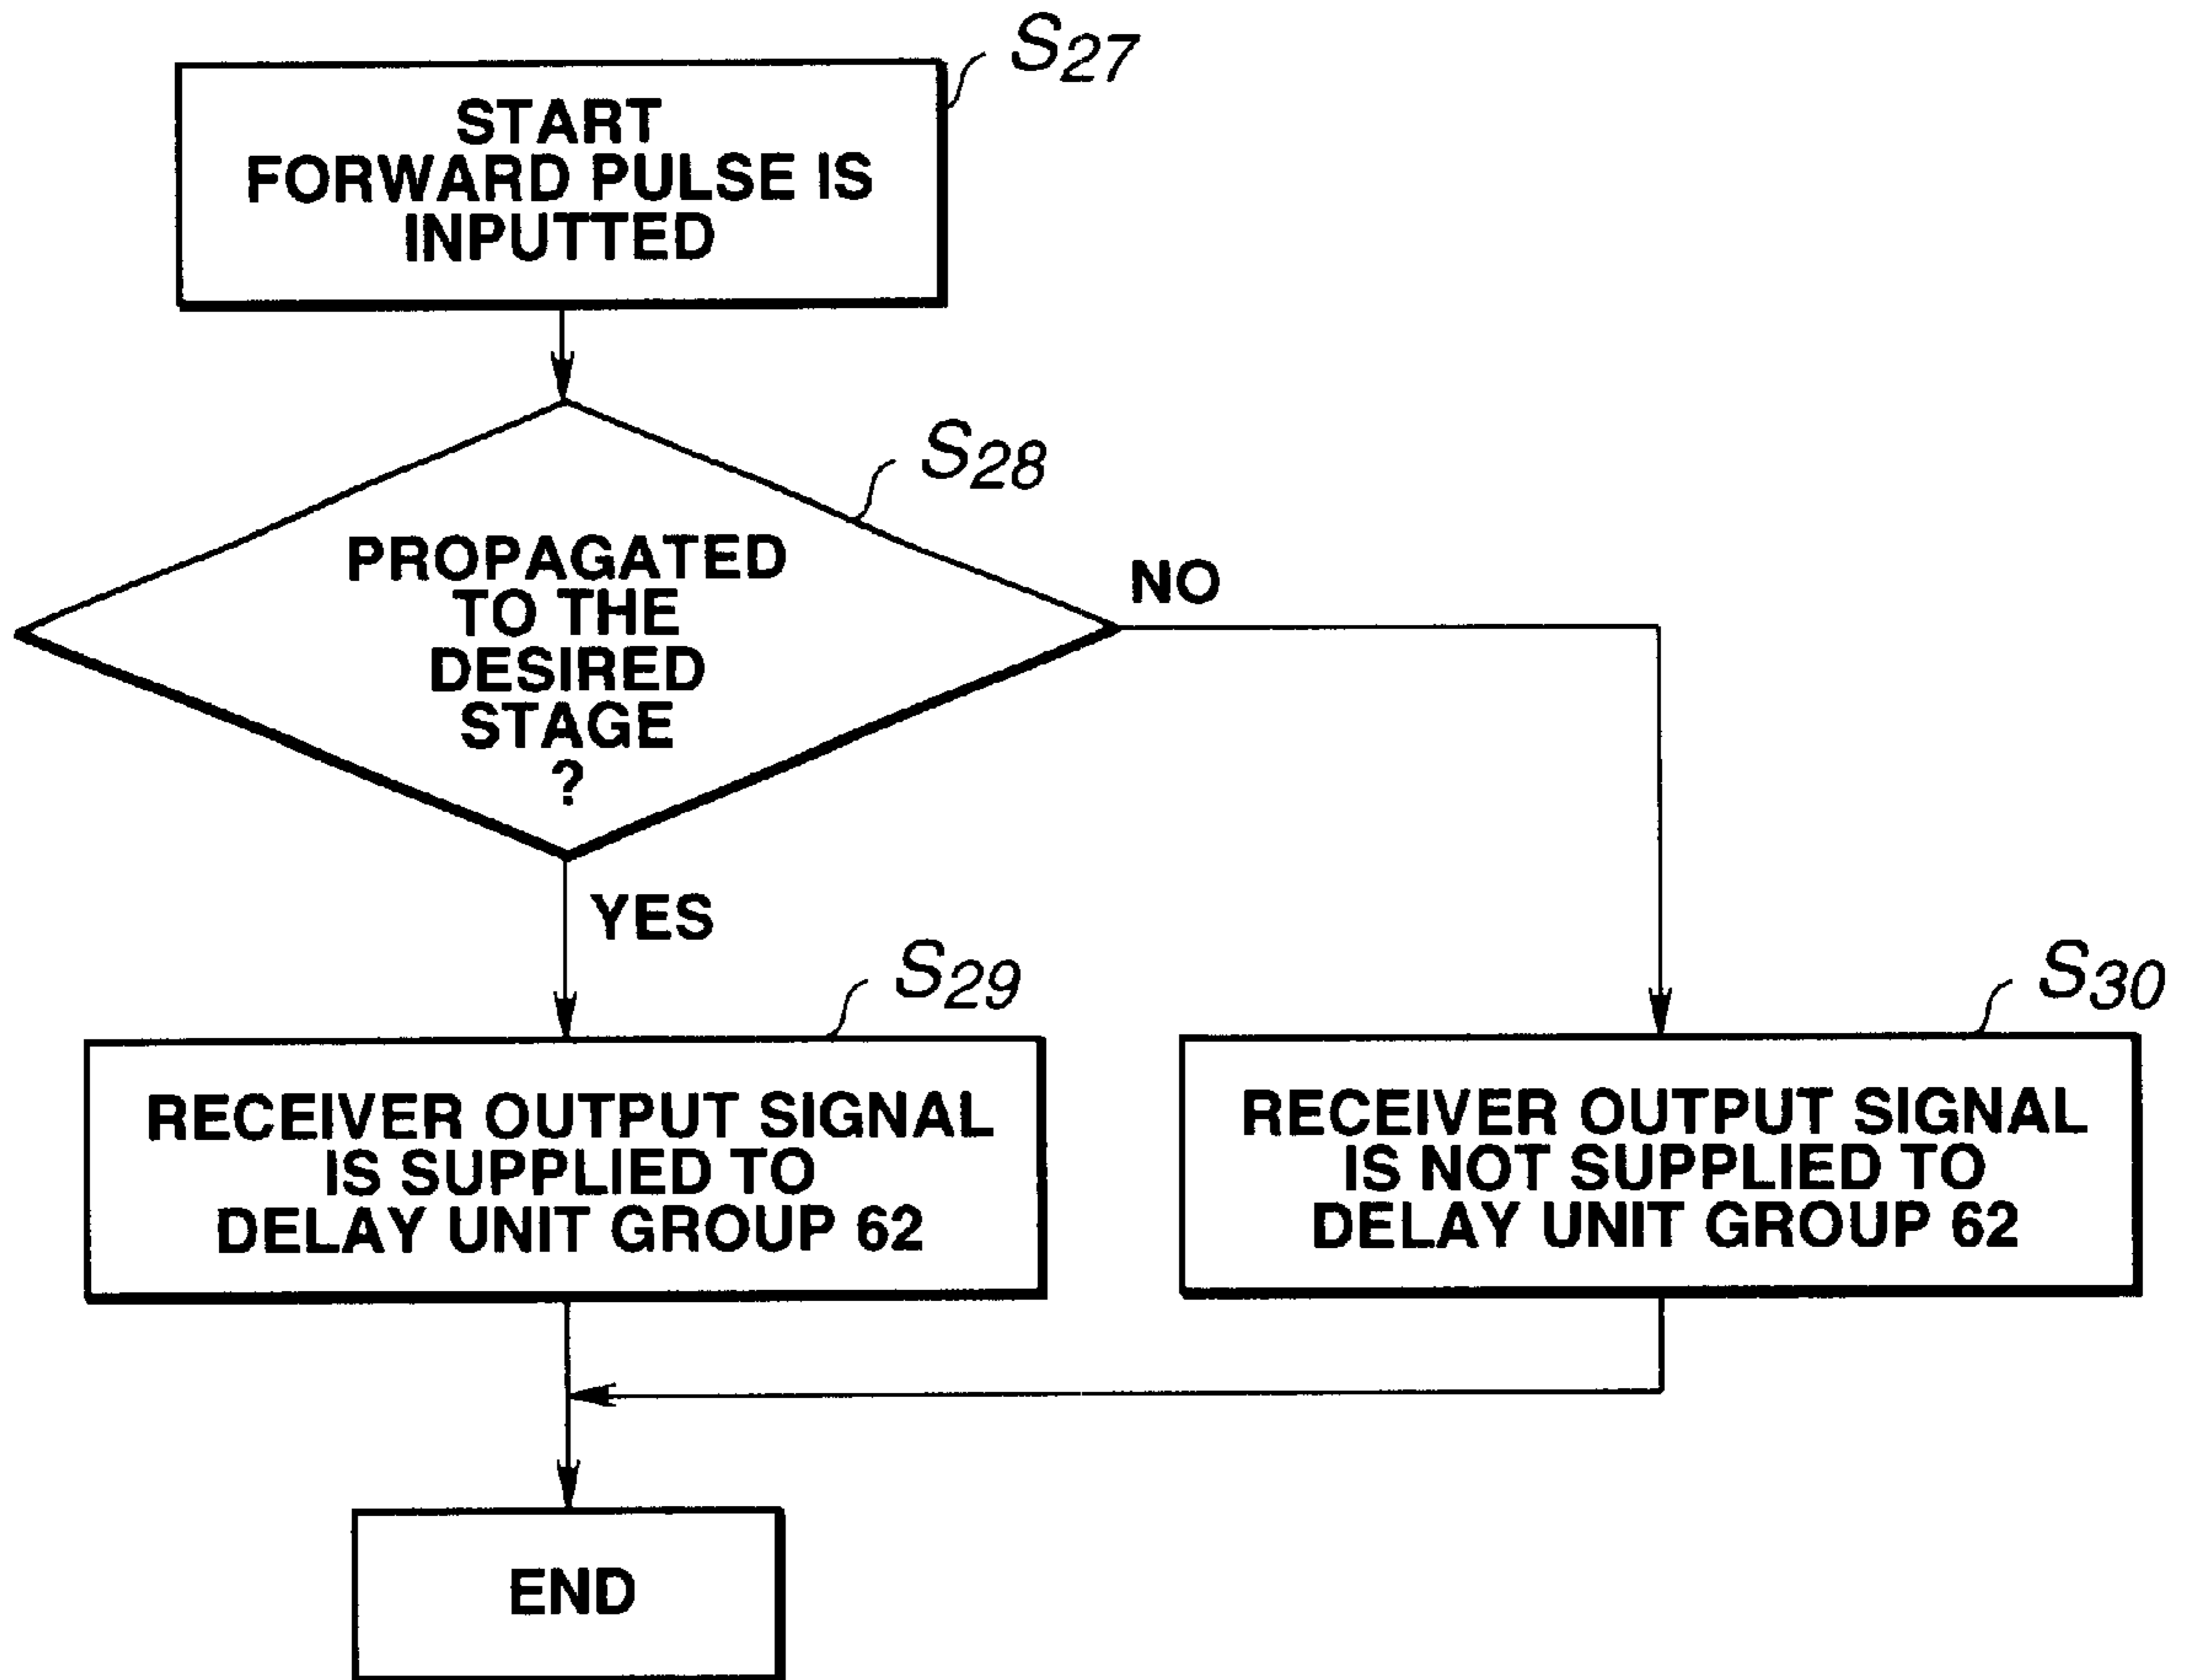 S27
START
FORWARD PULSE IS
INPUTTED
S28
PROPAGATED
TO THE
DESIRED
STAGE
?
NO
YES
S29
RECEIVER OUTPUT SIGNAL
IS SUPPLIED TO
DELAY UNIT GROUP 62
S30
RECEIVER OUTPUT SIGNAL
IS NOT SUPPLIED TO
DELAY UNIT GROUP 62
END